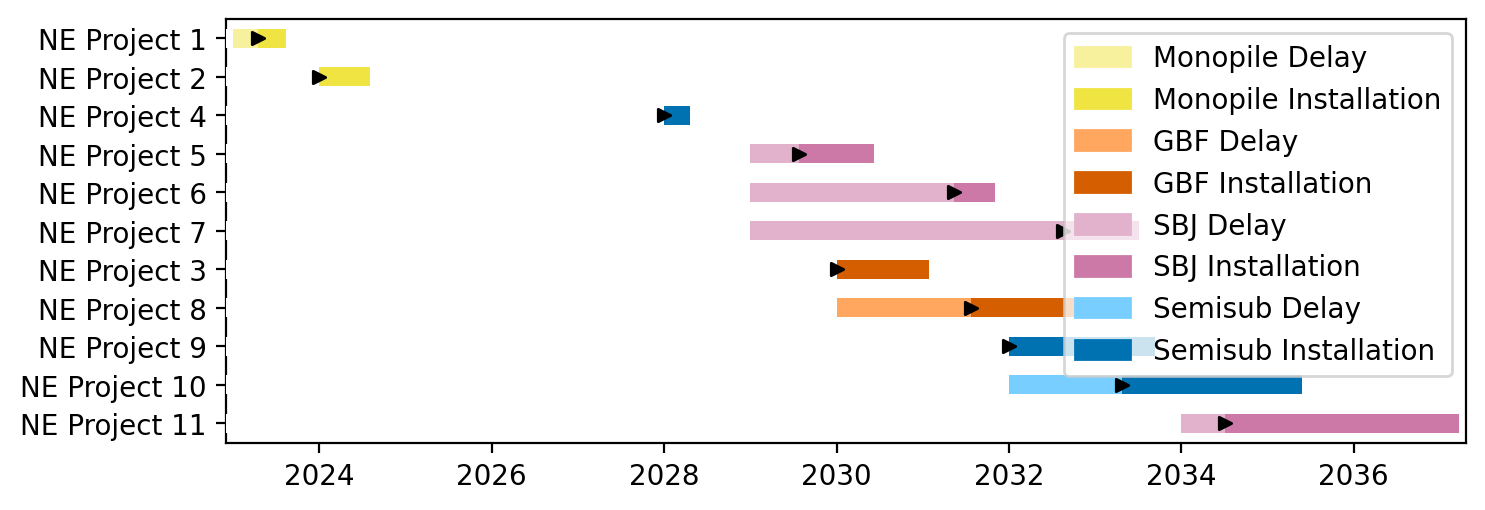 NE Project 1
NE Project 2
NE Project 4
NE Project 5
NE Project 6
NE Project 7
NE Project 3
NE Project 8
NE Project 9
NE Project 10
NE Project 11
Monopile Delay
Monopile Installation
GBF Delay
GBF Installation
SBJ Delay
SBJ Installation
Semisub Delay
Semisub Installation
2024 2026 2028 2030 2032 2034 2036